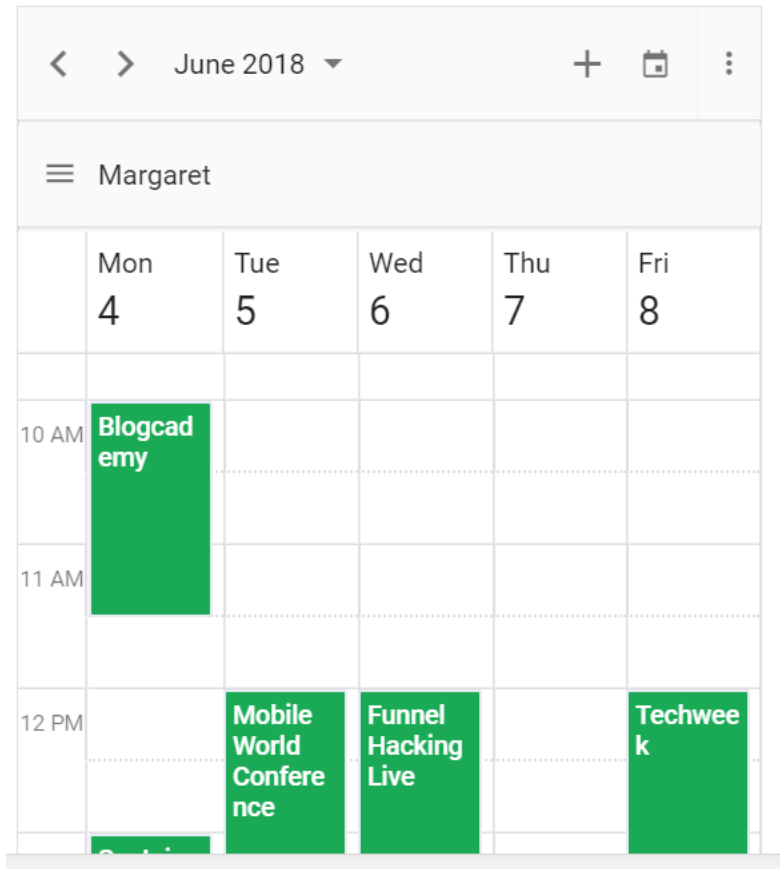 June 2018
Margaret
Mon Tue Wed Thu Fri
4 5 6 7 8
10 AM
Blogcad
emy
11 AM
12 PM
Mobile
World
Confere
nce
Funnel
Hacking
Live
Techwee
k